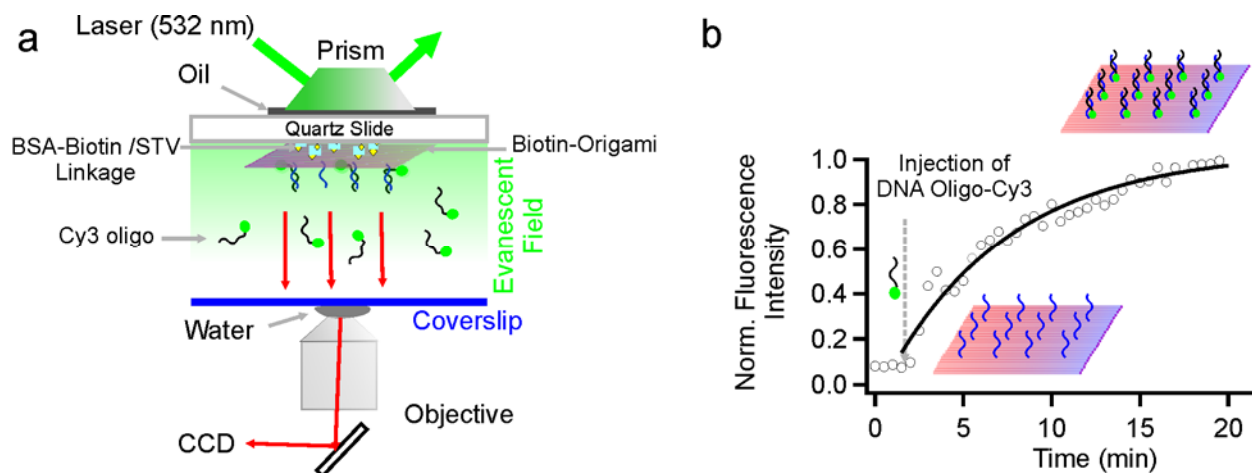 a
Laser (532 nm)
Prism
Oil
Quartz Slide
BSA-Biotin /STV
Linkage
Biotin-Origami
Cy3 oligo
Evanescent
Field
Water
Coverslip
Objective
CCD
b
Injection of
DNA Oligo-Cy3
Norm. Fluorescence
Intensity
1.0
0.8
0.6
0.4
0.2
0.0
0 5 10 15 20
Time (min)